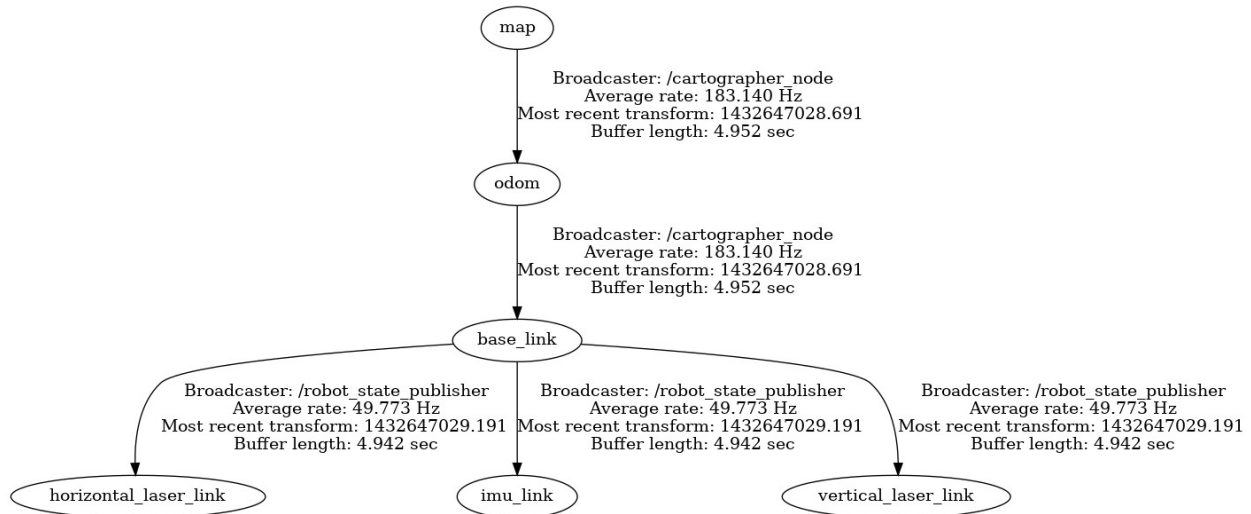 map
Broadcaster: /cartographer_node
Average rate: 183.140 Hz
Most recent transform: 1432647028.691
Buffer length: 4.952 sec
odom
Broadcaster: /cartographer_node
Average rate: 183.140 Hz
Most recent transform: 1432647028.691
Buffer length: 4.952 sec
base_link
Broadcaster: /robot_state_publisher
Average rate: 49.773 Hz
Most recent transform: 1432647029.191
Buffer length: 4.942 sec
Broadcaster: /robot_state_publisher
Average rate: 49.773 Hz
Most recent transform: 1432647029.191
Buffer length: 4.942 sec
Broadcaster: /robot_state_publisher
Average rate: 49.773 Hz
Most recent transform: 1432647029.191
Buffer length: 4.942 sec
horizontal_laser_link
imu_link
vertical_laser_link